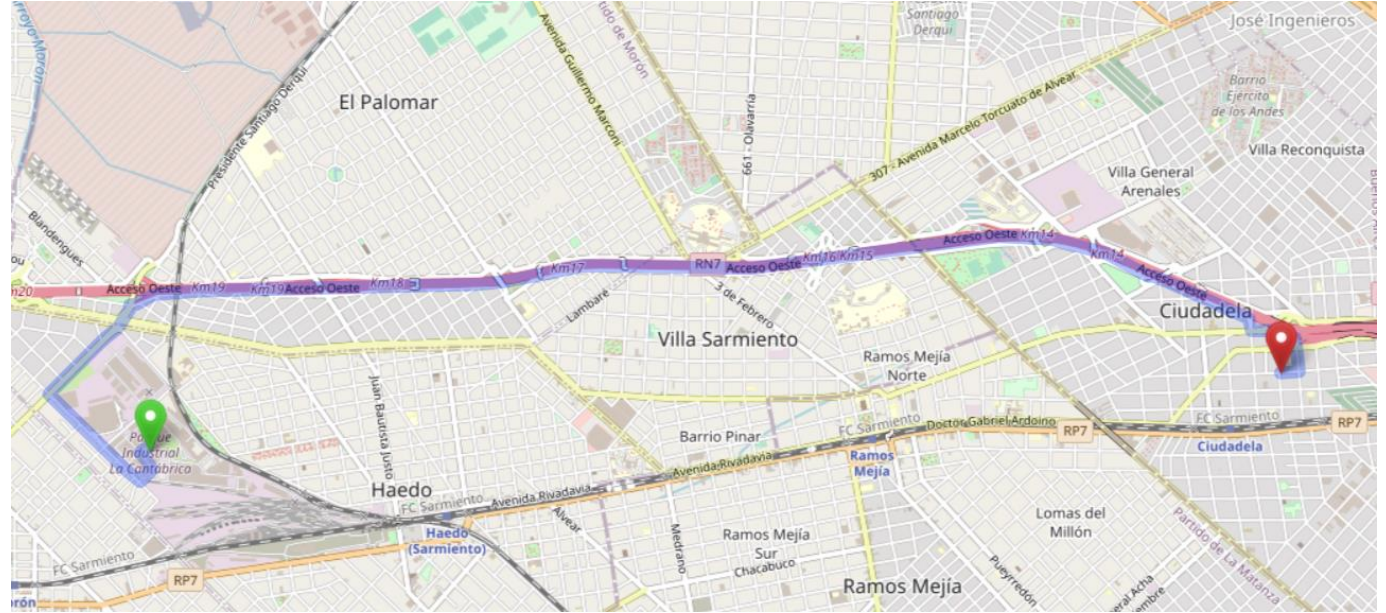 Arroyo Morón
Santiago
Derqui
José Ingenieros
Partido de Morón
Avenida Guillermo Marconi
El Palomar
Presidente Santiago Derqui
661 - Olavarría
307 - Avenida Marcelo Torcuato de Alvear
Barrio
Ejército
de los Andes
Villa Reconquista
Villa General
Arenales
Blandengues
Acceso Oeste
Km19
Km19
Acceso Oeste
Km18
Km17
RN7
Acceso Oeste
Km16
Km15
Acceso Oeste
Km14
Km14
Acceso Oeste
Lambaré
3 de Febrero
Ciudadela
Villa Sarmiento
Ramos Mejía
Norte
Juan Bautista Justo
Parque
Industrial
La Cantábrica
Barrio Pinar
FC Sarmiento
Doctor Gabriel Ardoino
RP7
FC Sarmiento
RP7
Ciudadela
Ramos
Mejía
Avenida Rivadavia
Haedo
FC Sarmiento
Avenida Rivadavia
Haedo
(Sarmiento)
Alvear
Medrano
Ramos Mejía
Sur
Chacabuco
Lomas del
Millón
Partido de La Matanza
Pueyrredón
FC Sarmiento
RP7
Ramos Mejía